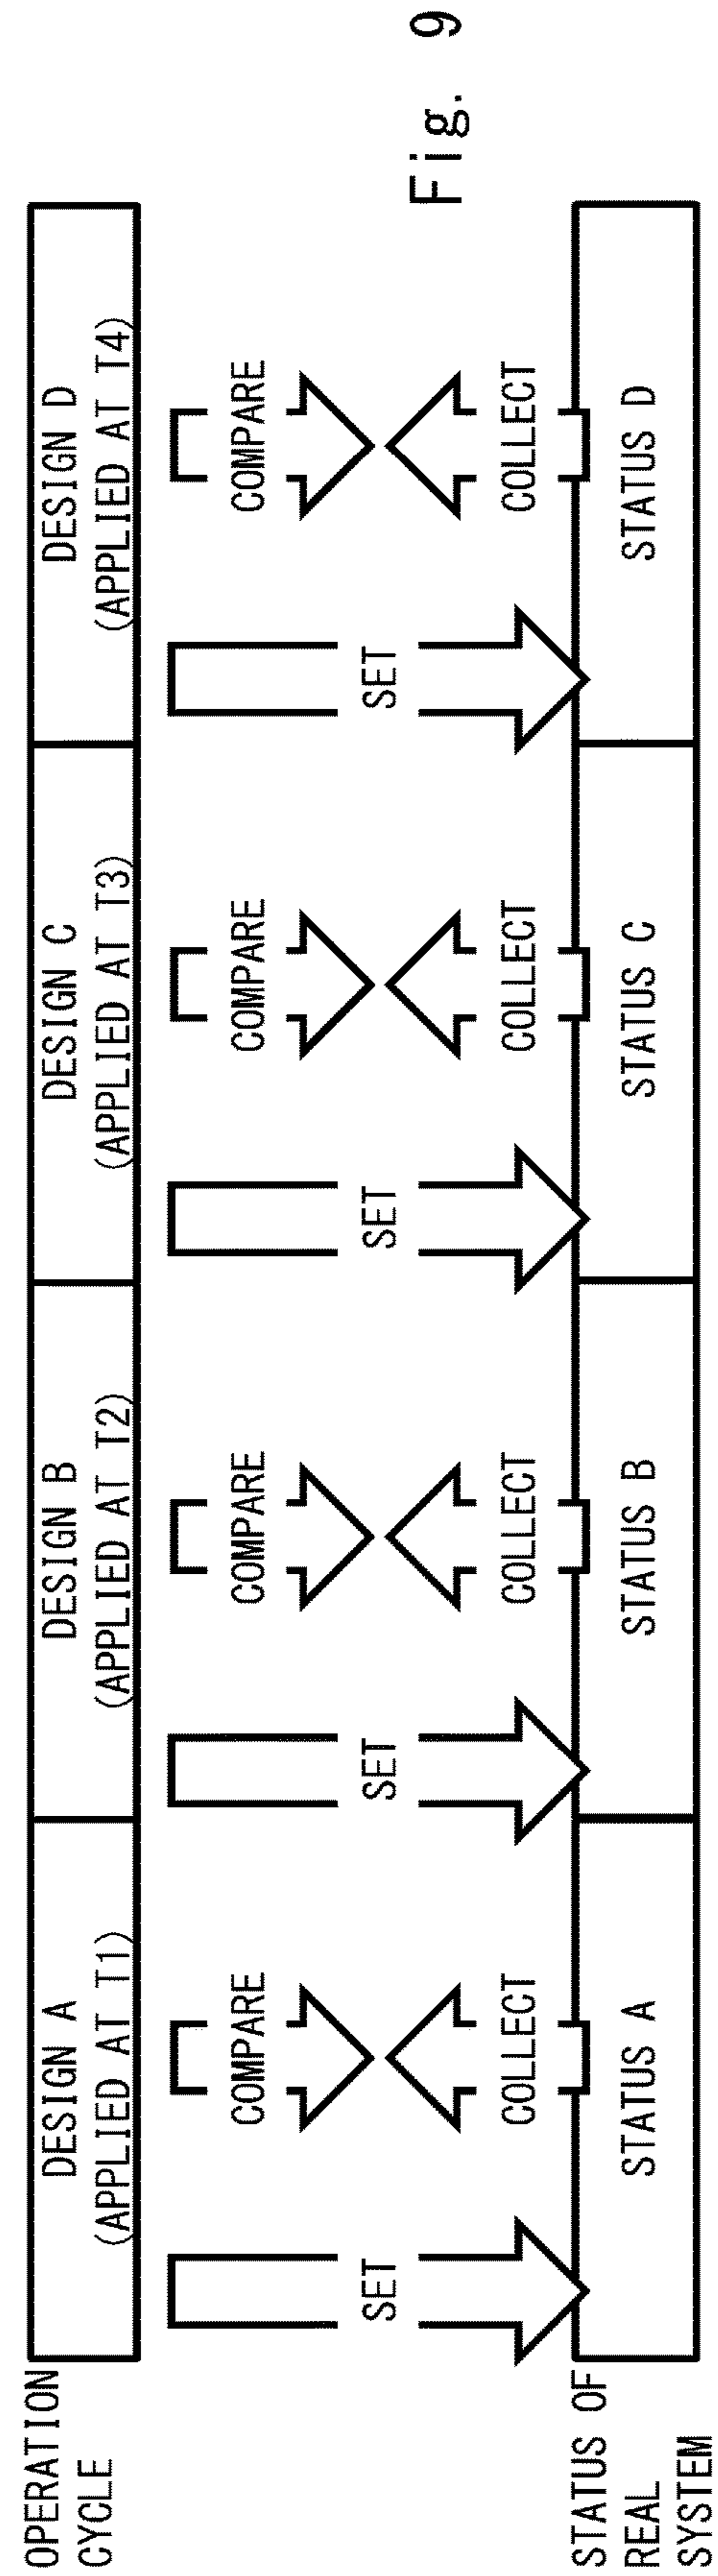 OPERATION
CYCLE
DESIGN A
(APPLIED AT T1)
DESIGN B
(APPLIED AT T2)
DESIGN C
(APPLIED AT T3)
DESIGN D
(APPLIED AT T4)
SET
COMPARE
COLLECT
SET
COMPARE
COLLECT
SET
COMPARE
COLLECT
SET
COMPARE
COLLECT
STATUS OF
REAL
SYSTEM
STATUS A
STATUS B
STATUS C
STATUS D
Fig. 9